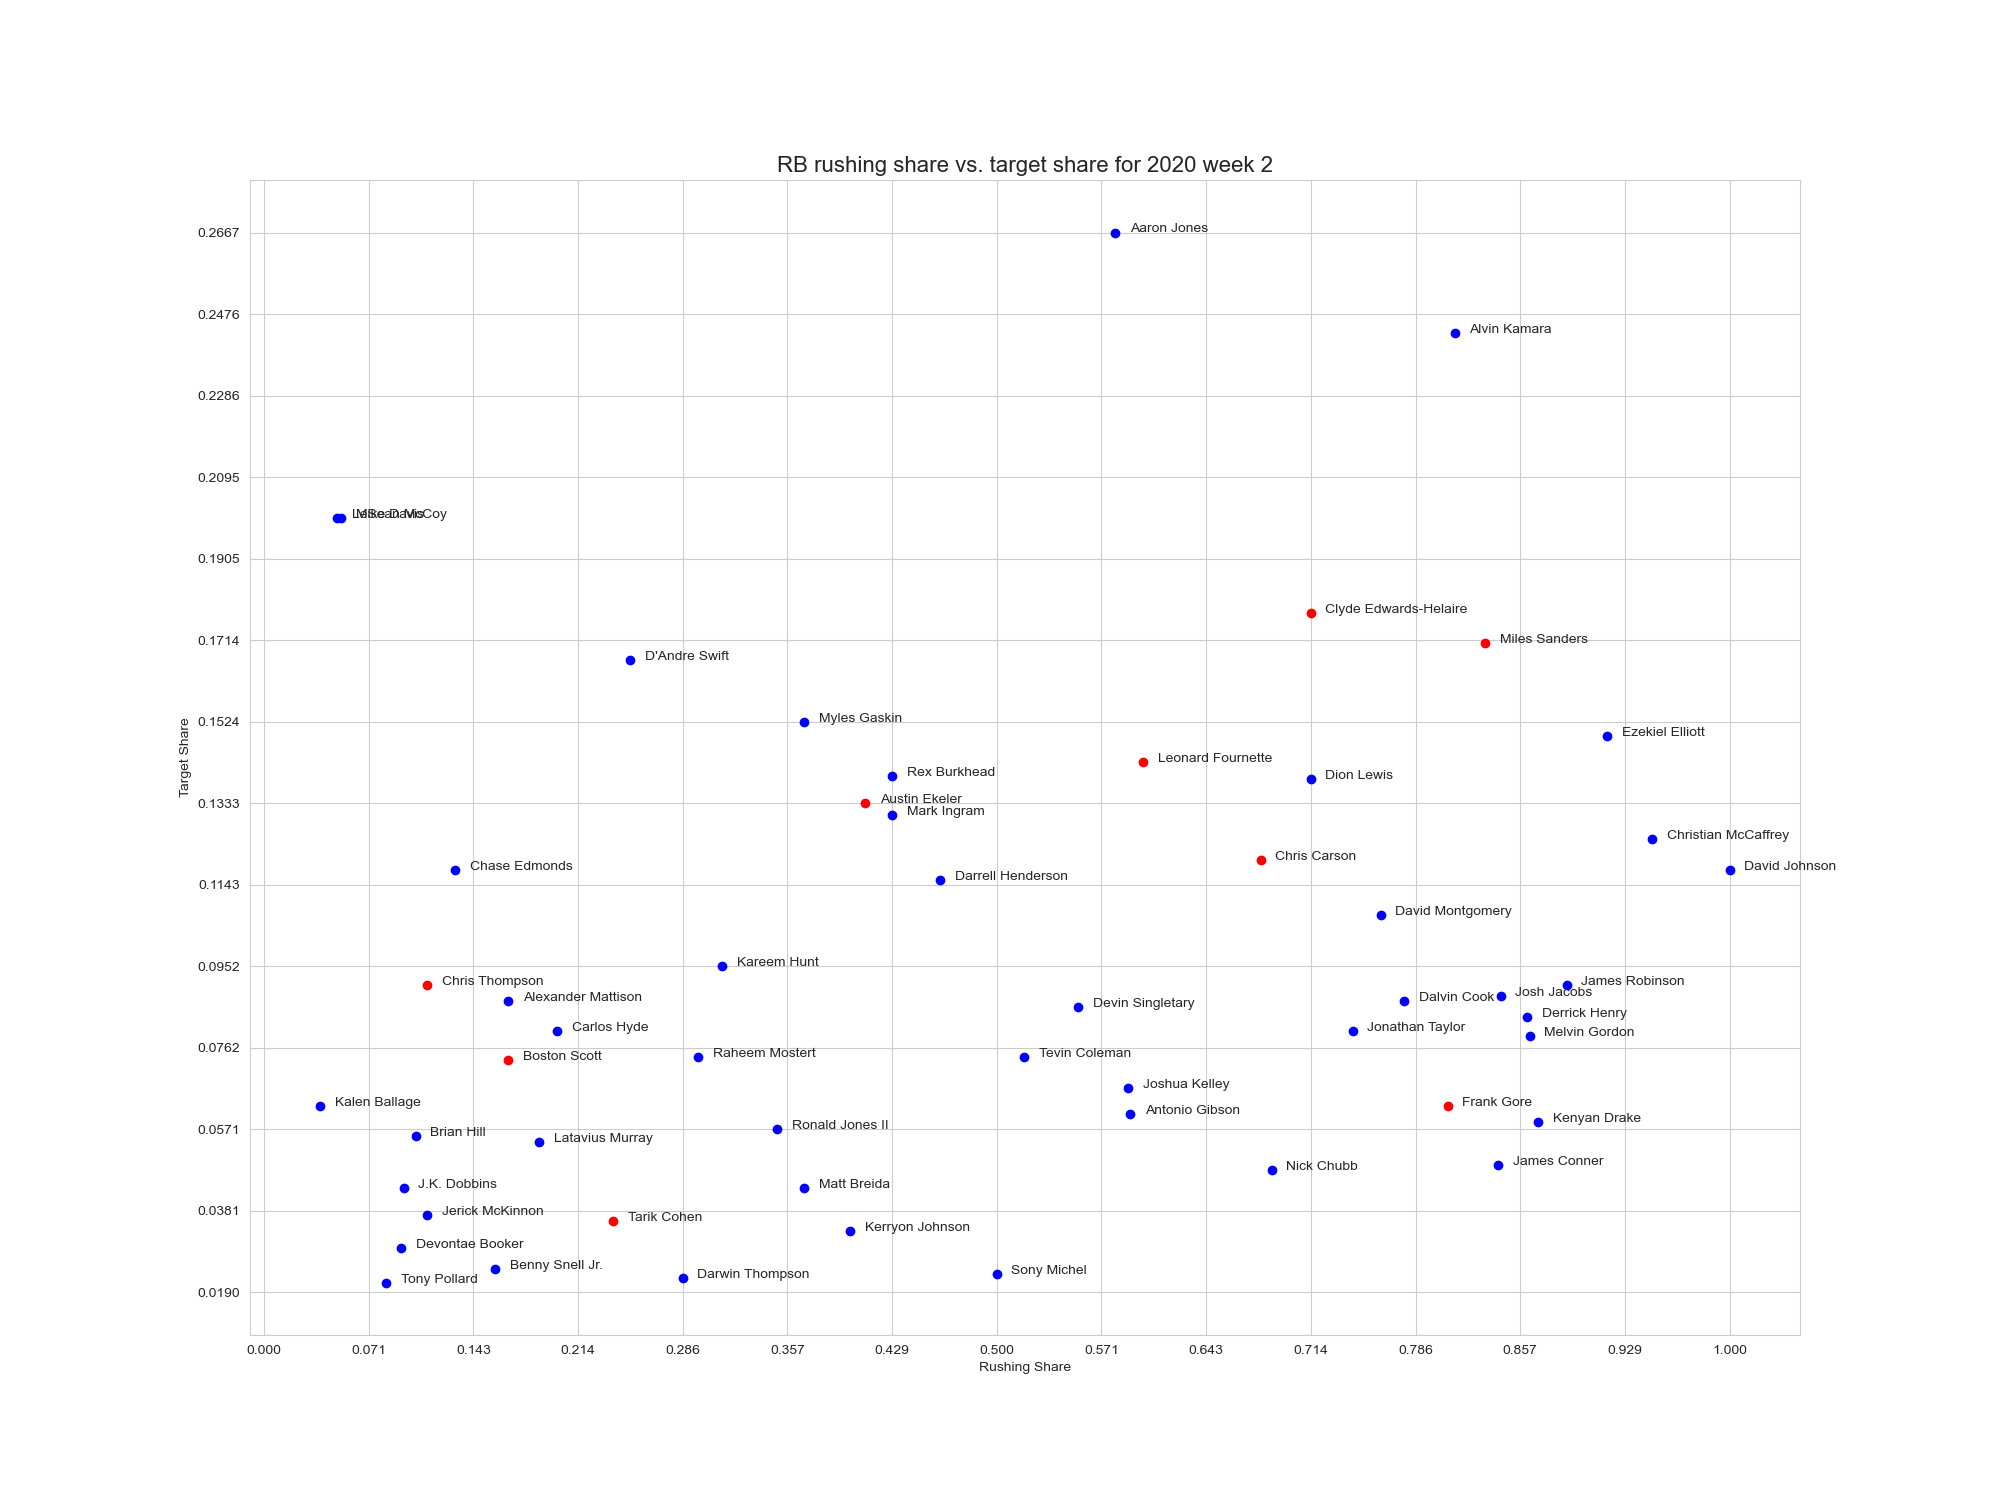 RB rushing share vs. target share for 2020 week 2
0.2667
Aaron Jones
0.2476
Alvin Kamara
0.2286
0.2095
LeSean McCoy
Mike Davis
0.1905
Clyde Edwards-Helaire
0.1714
Miles Sanders
D'Andre Swift
0.1524
Myles Gaskin
Ezekiel Elliott
Target Share
Leonard Fournette
Rex Burkhead
Dion Lewis
0.1333
Austin Ekeler
Mark Ingram
Christian McCaffrey
Chris Carson
Chase Edmonds
David Johnson
Darrell Henderson
0.1143
David Montgomery
0.0952
Kareem Hunt
Chris Thompson
James Robinson
Josh Jacobs
Alexander Mattison
Dalvin Cook
Devin Singletary
Derrick Henry
Carlos Hyde
Jonathan Taylor
Melvin Gordon
0.0762
Raheem Mostert
Tevin Coleman
Boston Scott
Joshua Kelley
Kalen Ballage
Frank Gore
Antonio Gibson
Kenyan Drake
0.0571
Ronald Jones II
Brian Hill
Latavius Murray
James Conner
Nick Chubb
J.K. Dobbins
Matt Breida
0.0381
Jerick McKinnon
Tarik Cohen
Kerryon Johnson
Devontae Booker
Benny Snell Jr.
Sony Michel
Darwin Thompson
Tony Pollard
0.0190
0.000 0.071 0.143 0.214 0.286 0.357 0.429 0.500 0.571 0.643 0.714 0.786 0.857 0.929 1.000
Rushing Share